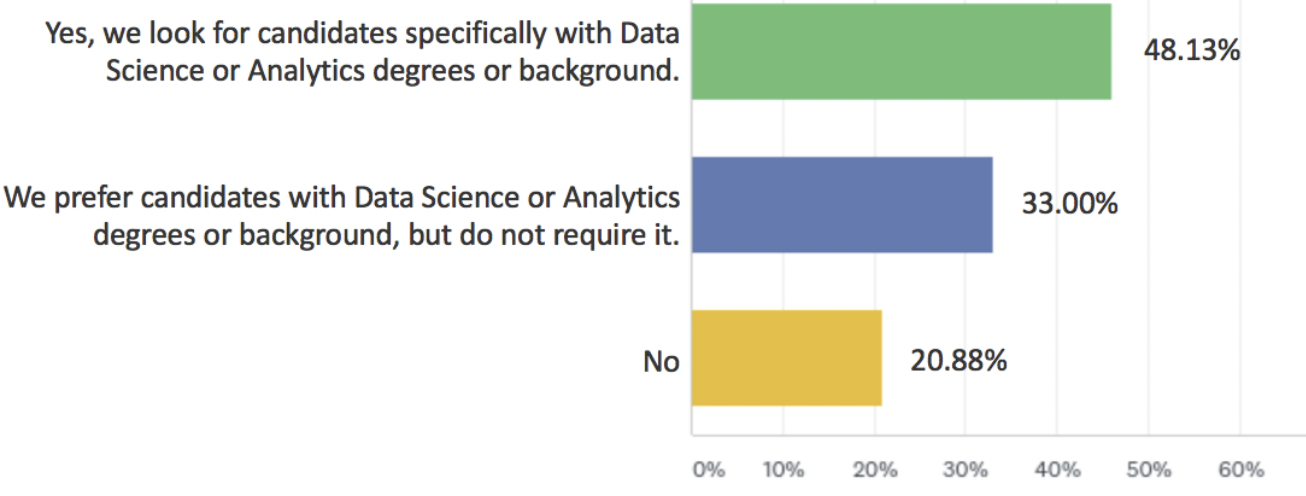 Yes, we look for candidates specifically with Data
Science or Analytics degrees or background.
48.13%
We prefer candidates with Data Science or Analytics
degrees or background, but do not require it.
33.00%
No
20.88%
0% 10% 20% 30% 40% 50% 60%